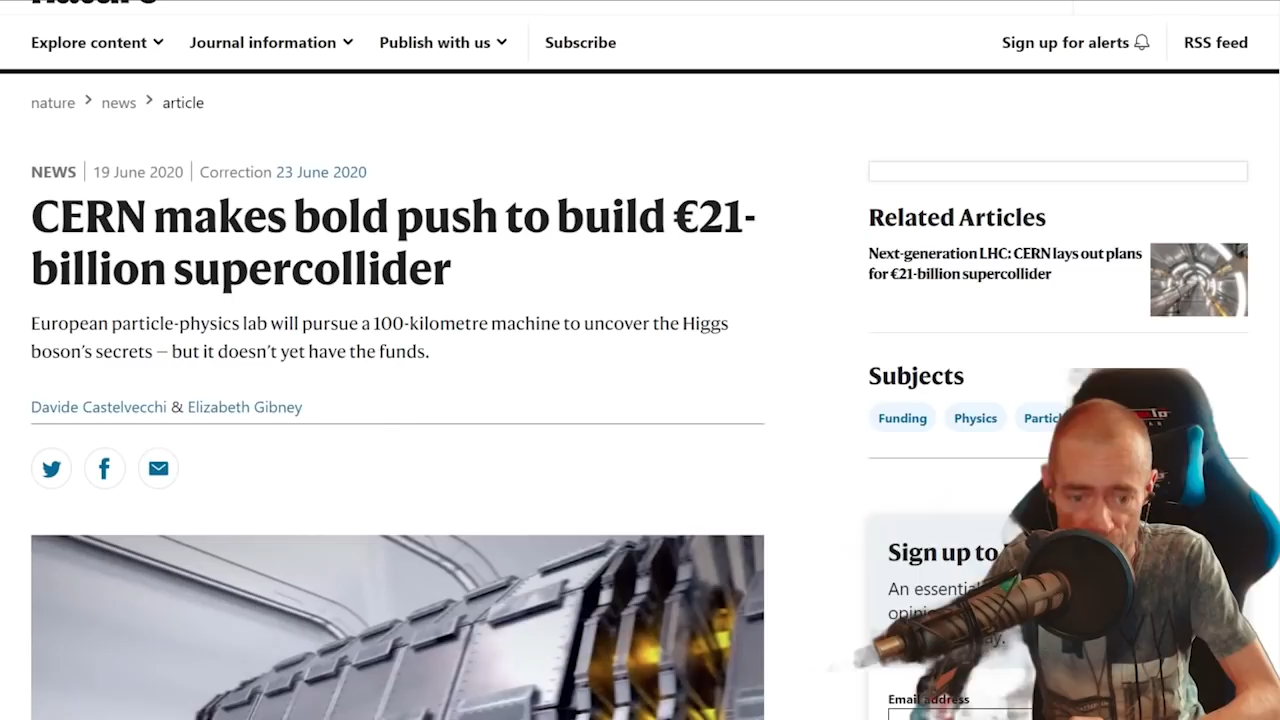 Explore content Journal information Publish with us Subscribe Sign up for alerts RSS feed
nature > news > article
NEWS | 19 June 2020 | Correction 23 June 2020
CERN makes bold push to build €21-
billion supercollider
European particle-physics lab will pursue a 100-kilometre machine to uncover the Higgs
boson's secrets — but it doesn't yet have the funds.
Davide Castelvecchi & Elizabeth Gibney
Related Articles
Next-generation LHC: CERN lays out plans
for €21-billion supercollider
Subjects
Funding Physics
Sign up to
An
Email address